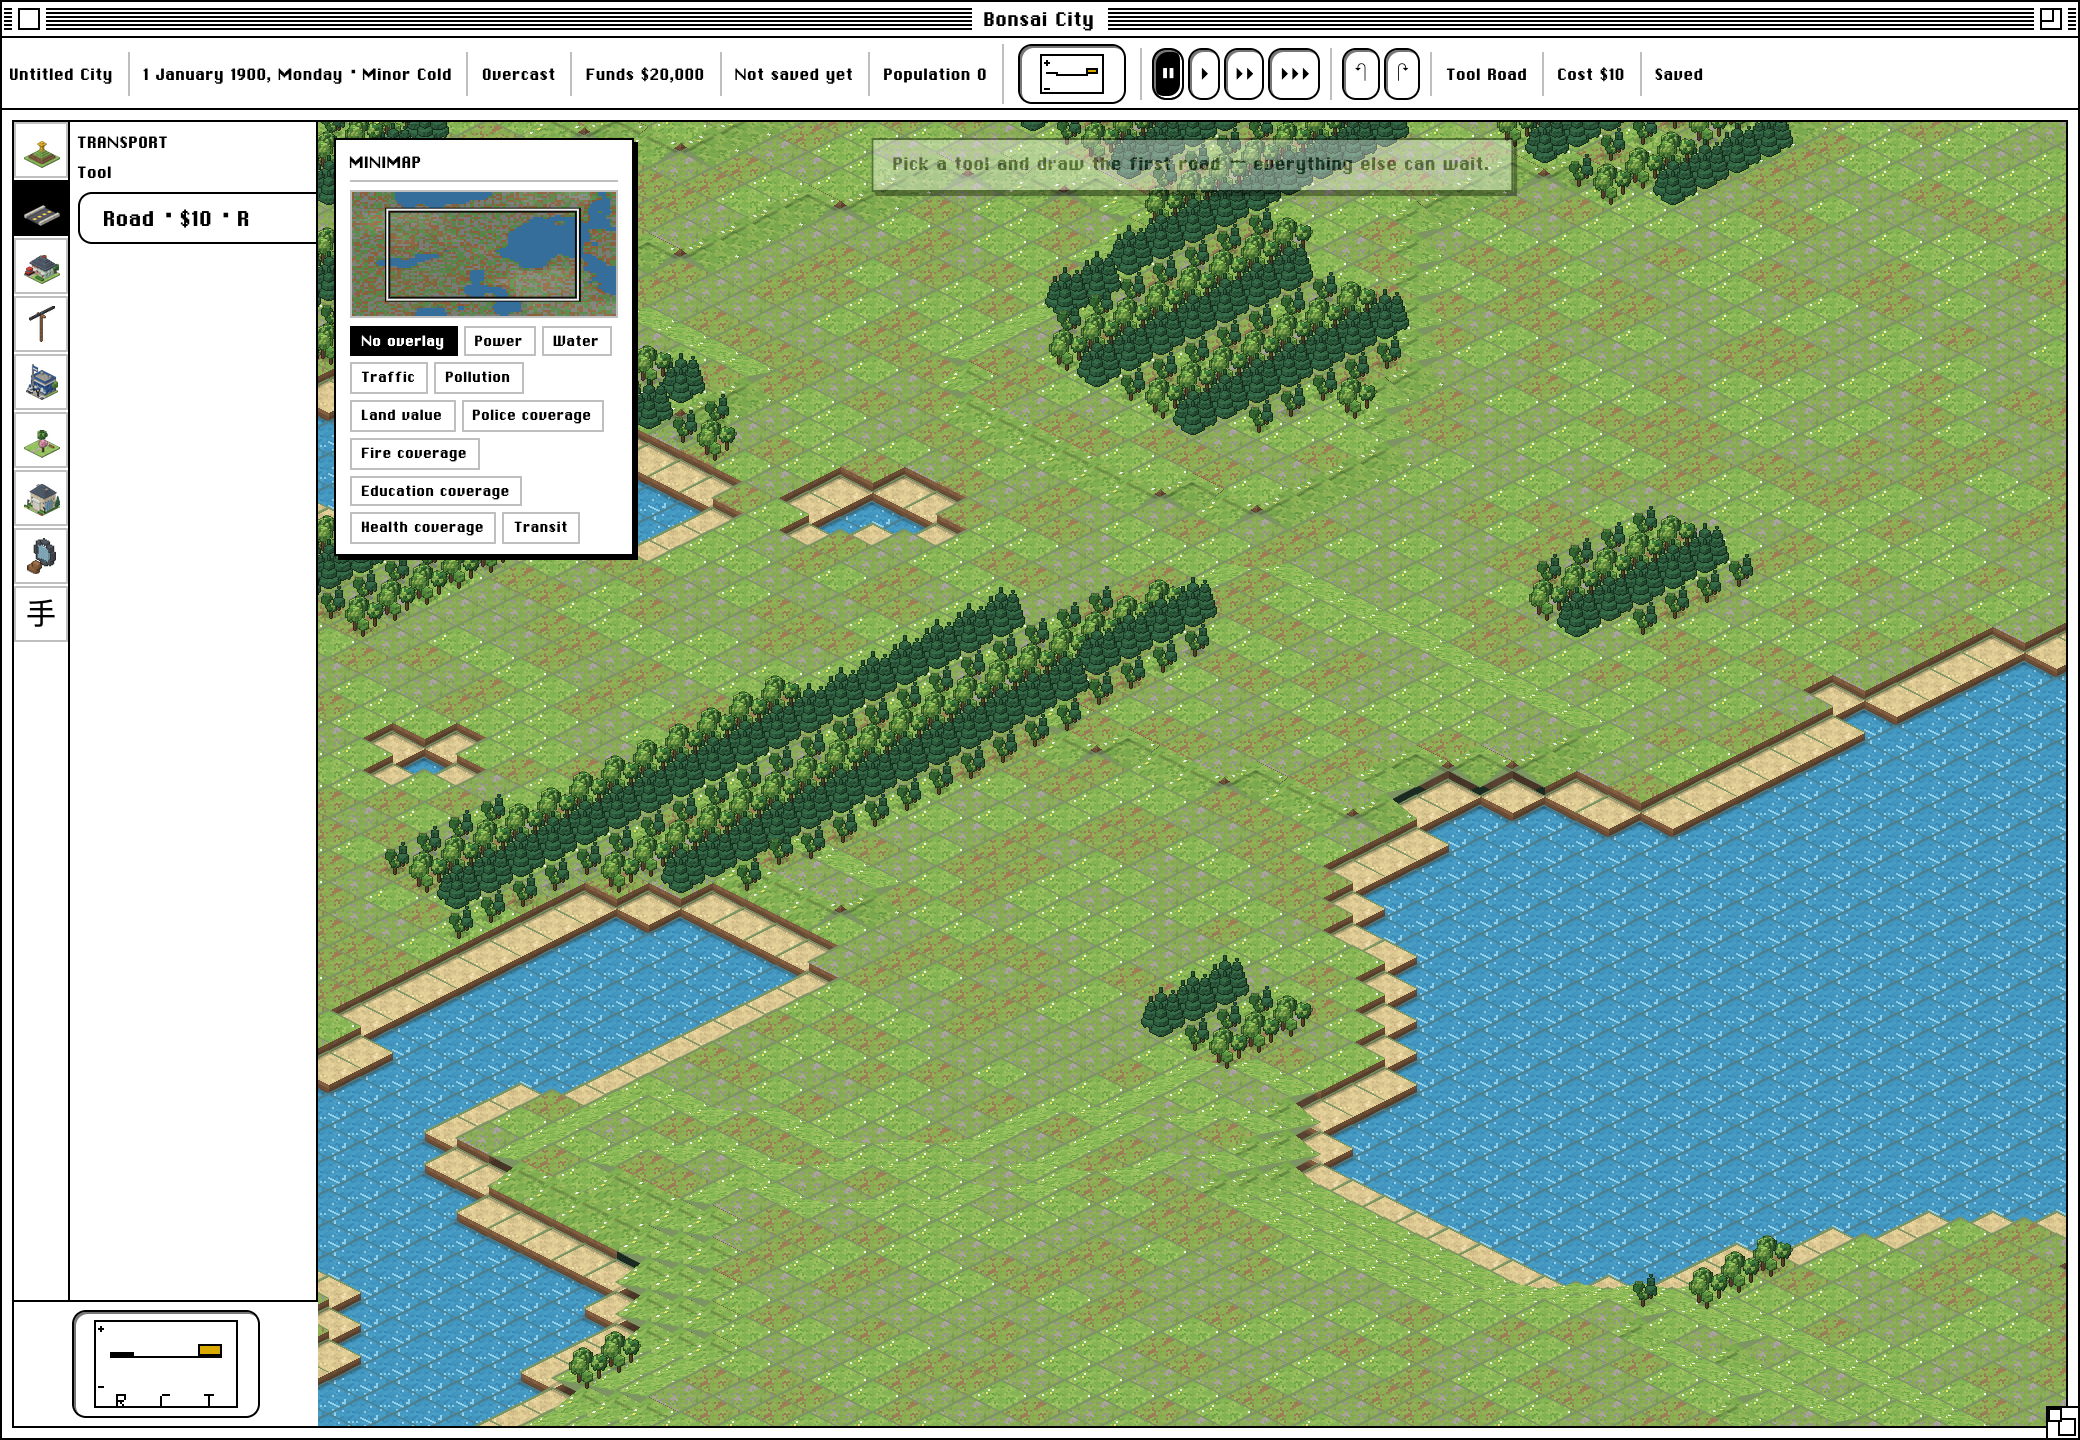 Bonsai City
Untitled City
1 January 1900, Monday · Minor Cold
Overcast
Funds $20,000
Not saved yet
Population 0
Tool Road
Cost $10
Saved
TRANSPORT
Tool
Road · $10 · R
手
MINIMAP
No overlay
Power
Water
Traffic
Pollution
Land value
Police coverage
Fire coverage
Education coverage
Health coverage
Transit
Pick a tool and draw the first road — everything else can wait.